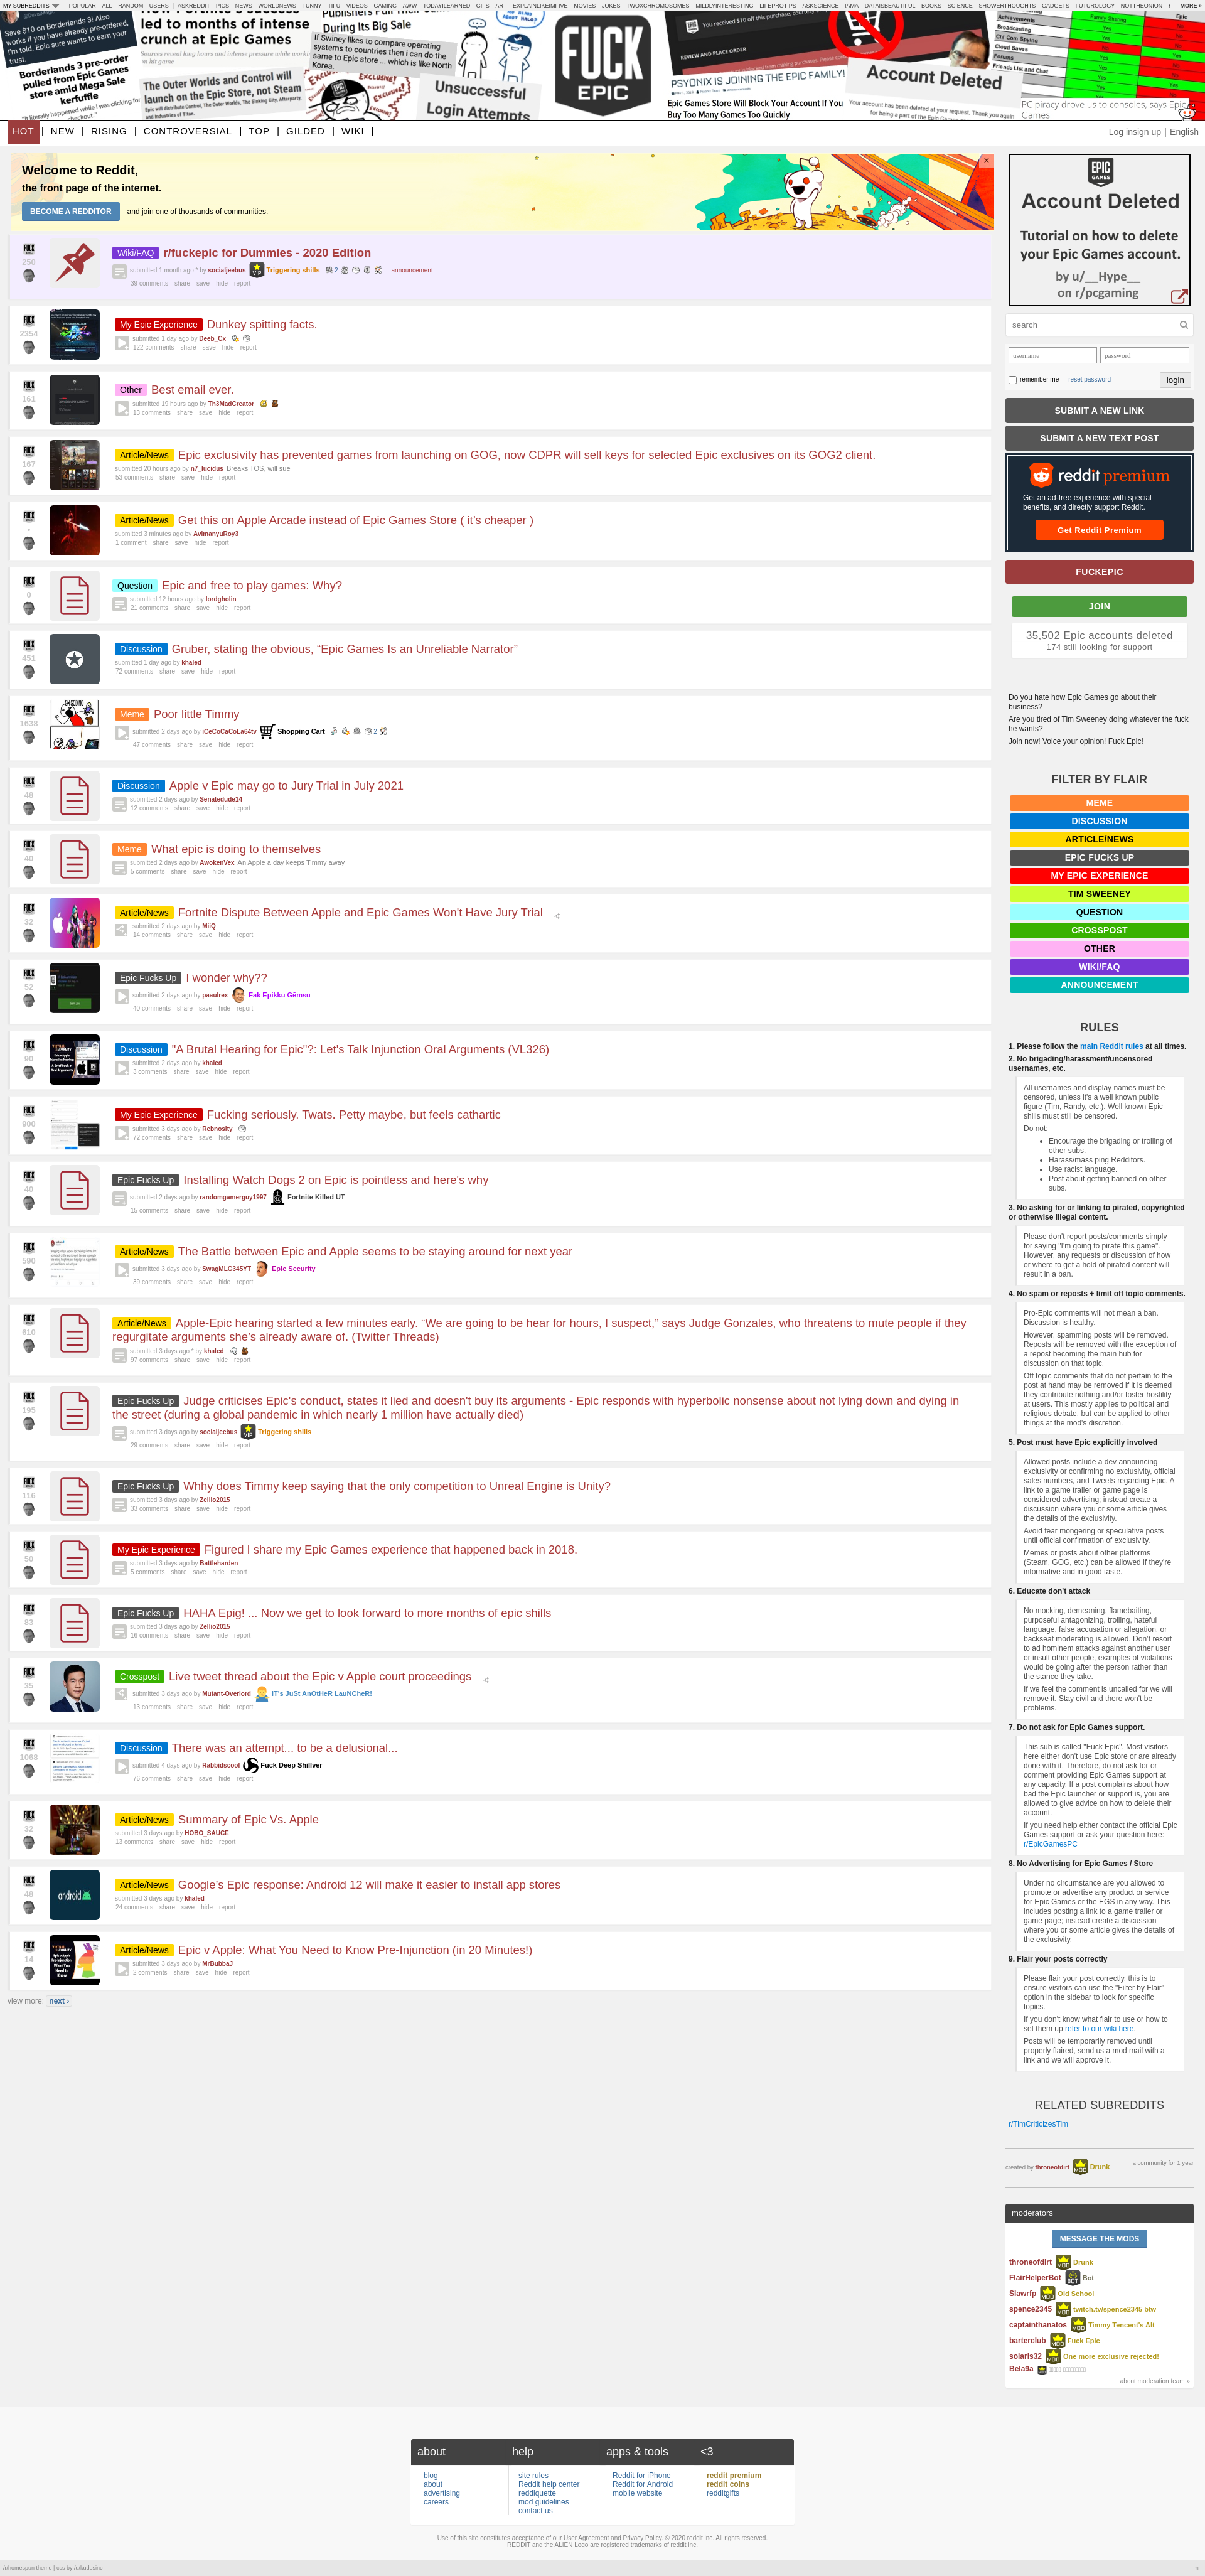 MY SUBREDDITS POPULAR - ALL - RANDOM - USERS | ASKREDDIT - PICS - NEWS - WORLDNEWS - FUNNY - TIFU - VIDEOS - GAMING - AWW - TODAYILEARNED - GIFS - ART - EXPLAINLIKEIMFIVE - MOVIES - JOKES - TWOXCHROMOSOMES - MILDLYINTERESTING - LIFEPROTIPS - ASKSCIENCE - IAMA - DATAISBEAUTIFUL - BOOKS - SCIENCE - SHOWERTHOUGHTS - GADGETS - FUTUROLOGY - NOTTHEONION MORE »
Borderlands 3 pre-order pulled from Epic Games almost amid Mega Sale kerfuffle
led to months of intense crunch at Epic Games
The Outer Worlds and Control will launch on the Epic Store, not Steam
Unsuccessful Login Attempts
FUCK EPIC
REVIEW AND PLACE ORDER
PSYONIX IS JOINING THE EPIC FAMILY!
Epic Games Store Will Block Your Account If You Buy Too Many Games Too Quickly
Account Deleted
Your account has been deleted at your request. Thank you for being a part of the Epic Games Account
PC piracy drove us to consoles, says Epic Games
HOT | NEW | RISING | CONTROVERSIAL | TOP | GILDED | WIKI |
Log insign up | English
Welcome to Reddit,
the front page of the internet.
BECOME A REDDITOR and join one of thousands of communities.
250
Wiki/FAQ r/fuckepic for Dummies - 2020 Edition
submitted 1 month ago * by socialjeebus VIP Triggering shills 2 - announcement
39 comments share save hide report
2354
My Epic Experience Dunkey spitting facts.
submitted 1 day ago by Deeb_Cx
122 comments share save hide report
161
Other Best email ever.
submitted 19 hours ago by Th3MadCreator
13 comments share save hide report
167
Article/News Epic exclusivity has prevented games from launching on GOG, now CDPR will sell keys for selected Epic exclusives on its GOG2 client.
submitted 20 hours ago by n7_lucidus Breaks TOS, will sue
53 comments share save hide report
•
Article/News Get this on Apple Arcade instead of Epic Games Store ( it's cheaper )
submitted 3 minutes ago by AvimanyuRoy3
1 comment share save hide report
0
Question Epic and free to play games: Why?
submitted 12 hours ago by lordgholin
21 comments share save hide report
451
Discussion Gruber, stating the obvious, “Epic Games Is an Unreliable Narrator”
submitted 1 day ago by khaled
72 comments share save hide report
1638
Meme Poor little Timmy
submitted 2 days ago by iCeCoCaCoLa64tv Shopping Cart 2
47 comments share save hide report
48
Discussion Apple v Epic may go to Jury Trial in July 2021
submitted 2 days ago by Senatedude14
12 comments share save hide report
40
Meme What epic is doing to themselves
submitted 2 days ago by AwokenVex An Apple a day keeps Timmy away
5 comments share save hide report
32
Article/News Fortnite Dispute Between Apple and Epic Games Won't Have Jury Trial
submitted 2 days ago by MiiQ
14 comments share save hide report
52
Epic Fucks Up I wonder why??
submitted 2 days ago by paaulrex Fak Epikku Gēmsu
40 comments share save hide report
90
Discussion "A Brutal Hearing for Epic"?: Let's Talk Injunction Oral Arguments (VL326)
submitted 2 days ago by khaled
3 comments share save hide report
900
My Epic Experience Fucking seriously. Twats. Petty maybe, but feels cathartic
submitted 3 days ago by Rebnosity
72 comments share save hide report
40
Epic Fucks Up Installing Watch Dogs 2 on Epic is pointless and here's why
submitted 2 days ago by randomgamerguy1997 Fortnite Killed UT
15 comments share save hide report
590
Article/News The Battle between Epic and Apple seems to be staying around for next year
submitted 3 days ago by SwagMLG345YT Epic Security
39 comments share save hide report
610
Article/News Apple-Epic hearing started a few minutes early. “We are going to be hear for hours, I suspect,” says Judge Gonzales, who threatens to mute people if they regurgitate arguments she’s already aware of. (Twitter Threads)
submitted 3 days ago * by khaled
97 comments share save hide report
195
Epic Fucks Up Judge criticises Epic's conduct, states it lied and doesn't buy its arguments - Epic responds with hyperbolic nonsense about not lying down and dying in the street (during a global pandemic in which nearly 1 million have actually died)
submitted 3 days ago by socialjeebus VIP Triggering shills
29 comments share save hide report
116
Epic Fucks Up Whhy does Timmy keep saying that the only competition to Unreal Engine is Unity?
submitted 3 days ago by Zellio2015
33 comments share save hide report
50
My Epic Experience Figured I share my Epic Games experience that happened back in 2018.
submitted 3 days ago by Battleharden
5 comments share save hide report
83
Epic Fucks Up HAHA Epig! ... Now we get to look forward to more months of epic shills
submitted 3 days ago by Zellio2015
16 comments share save hide report
35
Crosspost Live tweet thread about the Epic v Apple court proceedings
submitted 3 days ago by Mutant-Overlord iT's JuSt AnOtHeR LauNCheR!
13 comments share save hide report
1068
Discussion There was an attempt... to be a delusional...
submitted 4 days ago by Rabbidscool Fuck Deep Shillver
76 comments share save hide report
32
Article/News Summary of Epic Vs. Apple
submitted 3 days ago by HOBO_SAUCE
13 comments share save hide report
48
android
Article/News Google's Epic response: Android 12 will make it easier to install app stores
submitted 3 days ago by khaled
24 comments share save hide report
14
Article/News Epic v Apple: What You Need to Know Pre-Injunction (in 20 Minutes!)
submitted 3 days ago by MrBubbaJ
2 comments share save hide report
view more: next ›
EPIC GAMES
Account Deleted
Tutorial on how to delete your Epic Games account.
by u/__Hype__
on r/pcgaming
search
username password
remember me reset password login
SUBMIT A NEW LINK
SUBMIT A NEW TEXT POST
reddit premium
Get an ad-free experience with special benefits, and directly support Reddit.
Get Reddit Premium
FUCKEPIC
JOIN
35,502 Epic accounts deleted
174 still looking for support
Do you hate how Epic Games go about their business?
Are you tired of Tim Sweeney doing whatever the fuck he wants?
Join now! Voice your opinion! Fuck Epic!
FILTER BY FLAIR
MEME
DISCUSSION
ARTICLE/NEWS
EPIC FUCKS UP
MY EPIC EXPERIENCE
TIM SWEENEY
QUESTION
CROSSPOST
OTHER
WIKI/FAQ
ANNOUNCEMENT
RULES
1. Please follow the main Reddit rules at all times.
2. No brigading/harassment/uncensored usernames, etc.
All usernames and display names must be censored, unless it's a well known public figure (Tim, Randy, etc.). Well known Epic shills must still be censored.
Do not:
• Encourage the brigading or trolling of other subs.
• Harass/mass ping Redditors.
• Use racist language.
• Post about getting banned on other subs.
3. No asking for or linking to pirated, copyrighted or otherwise illegal content.
Please don't report posts/comments simply for saying "I'm going to pirate this game". However, any requests or discussion of how or where to get a hold of pirated content will result in a ban.
4. No spam or reposts + limit off topic comments.
Pro-Epic comments will not mean a ban. Discussion is healthy.
However, spamming posts will be removed. Reposts will be removed with the exception of a repost becoming the main hub for discussion on that topic.
Off topic comments that do not pertain to the post at hand may be removed if it is deemed they contribute nothing and/or foster hostility at users. This mostly applies to political and religious debate, but can be applied to other things at the mod's discretion.
5. Post must have Epic explicitly involved
Allowed posts include a dev announcing exclusivity or confirming no exclusivity, official sales numbers, and Tweets regarding Epic. A link to a game trailer or game page is considered advertising; instead create a discussion where you or some article gives the details of the exclusivity.
Avoid fear mongering or speculative posts until official confirmation of exclusivity.
Memes or posts about other platforms (Steam, GOG, etc.) can be allowed if they're informative and in good taste.
6. Educate don't attack
No mocking, demeaning, flamebaiting, purposeful antagonizing, trolling, hateful language, false accusation or allegation, or backseat moderating is allowed. Don't resort to ad hominem attacks against another user or insult other people, examples of violations would be going after the person rather than the stance they take.
If we feel the comment is uncalled for we will remove it. Stay civil and there won't be problems.
7. Do not ask for Epic Games support.
This sub is called "Fuck Epic". Most visitors here either don't use Epic store or are already done with it. Therefore, do not ask for or comment providing Epic Games support at any capacity. If a post complains about how bad the Epic launcher or support is, you are allowed to give advice on how to delete their account.
If you need help either contact the official Epic Games support or ask your question here: r/EpicGamesPC
8. No Advertising for Epic Games / Store
Under no circumstance are you allowed to promote or advertise any product or service for Epic Games or the EGS in any way. This includes posting a link to a game trailer or game page; instead create a discussion where you or some article gives the details of the exclusivity.
9. Flair your posts correctly
Please flair your post correctly, this is to ensure visitors can use the "Filter by Flair" option in the sidebar to look for specific topics.
If you don't know what flair to use or how to set them up refer to our wiki here.
Posts will be temporarily removed until properly flaired, send us a mod mail with a link and we will approve it.
RELATED SUBREDDITS
r/TimCriticizesTim
created by throneofdirt MOD Drunk a community for 1 year
moderators
MESSAGE THE MODS
throneofdirt MOD Drunk
FlairHelperBot BOT Bot
Slawrfp MOD Old School
spence2345 MOD twitch.tv/spence2345 btw
captainthanatos MOD Timmy Tencent's Alt
barterclub MOD Fuck Epic
solaris32 MOD One more exclusive rejected!
Bela9a
about moderation team »
about
blog
about
advertising
careers
help
site rules
Reddit help center
reddiquette
mod guidelines
contact us
apps & tools
Reddit for iPhone
Reddit for Android
mobile website
<3
reddit premium
reddit coins
redditgifts
Use of this site constitutes acceptance of our User Agreement and Privacy Policy. © 2020 reddit inc. All rights reserved.
REDDIT and the ALIEN Logo are registered trademarks of reddit inc.